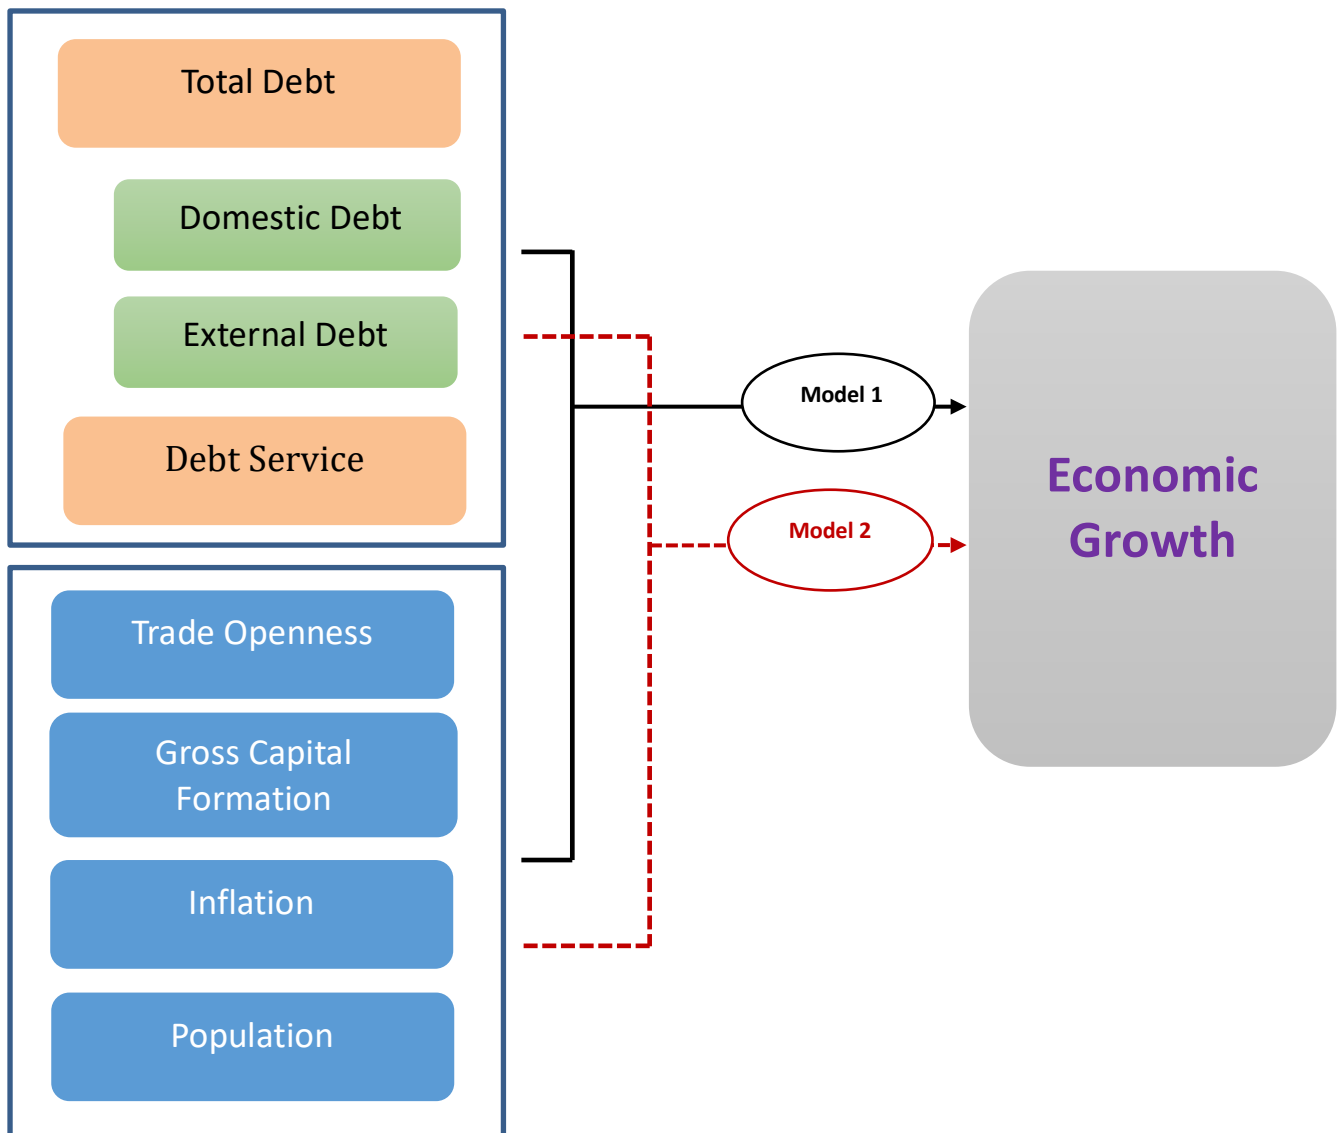 Total Debt
Domestic Debt
External Debt
Debt Service
Trade Openness
Gross Capital
Formation
Inflation
Population
Model 1
Model 2
Economic
Growth